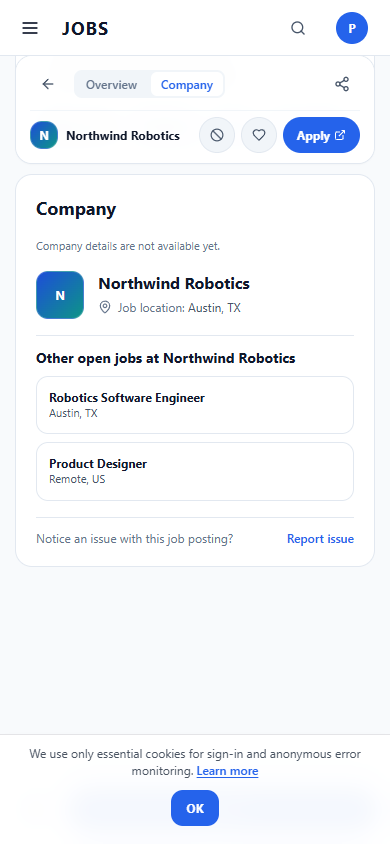 JOBS
P
Overview
Company
N
Northwind Robotics
Apply
Company
Company details are not available yet.
N
Northwind Robotics
Job location: Austin, TX
Other open jobs at Northwind Robotics
Robotics Software Engineer
Austin, TX
Product Designer
Remote, US
Notice an issue with this job posting?
Report issue
We use only essential cookies for sign-in and anonymous error
monitoring. Learn more
OK